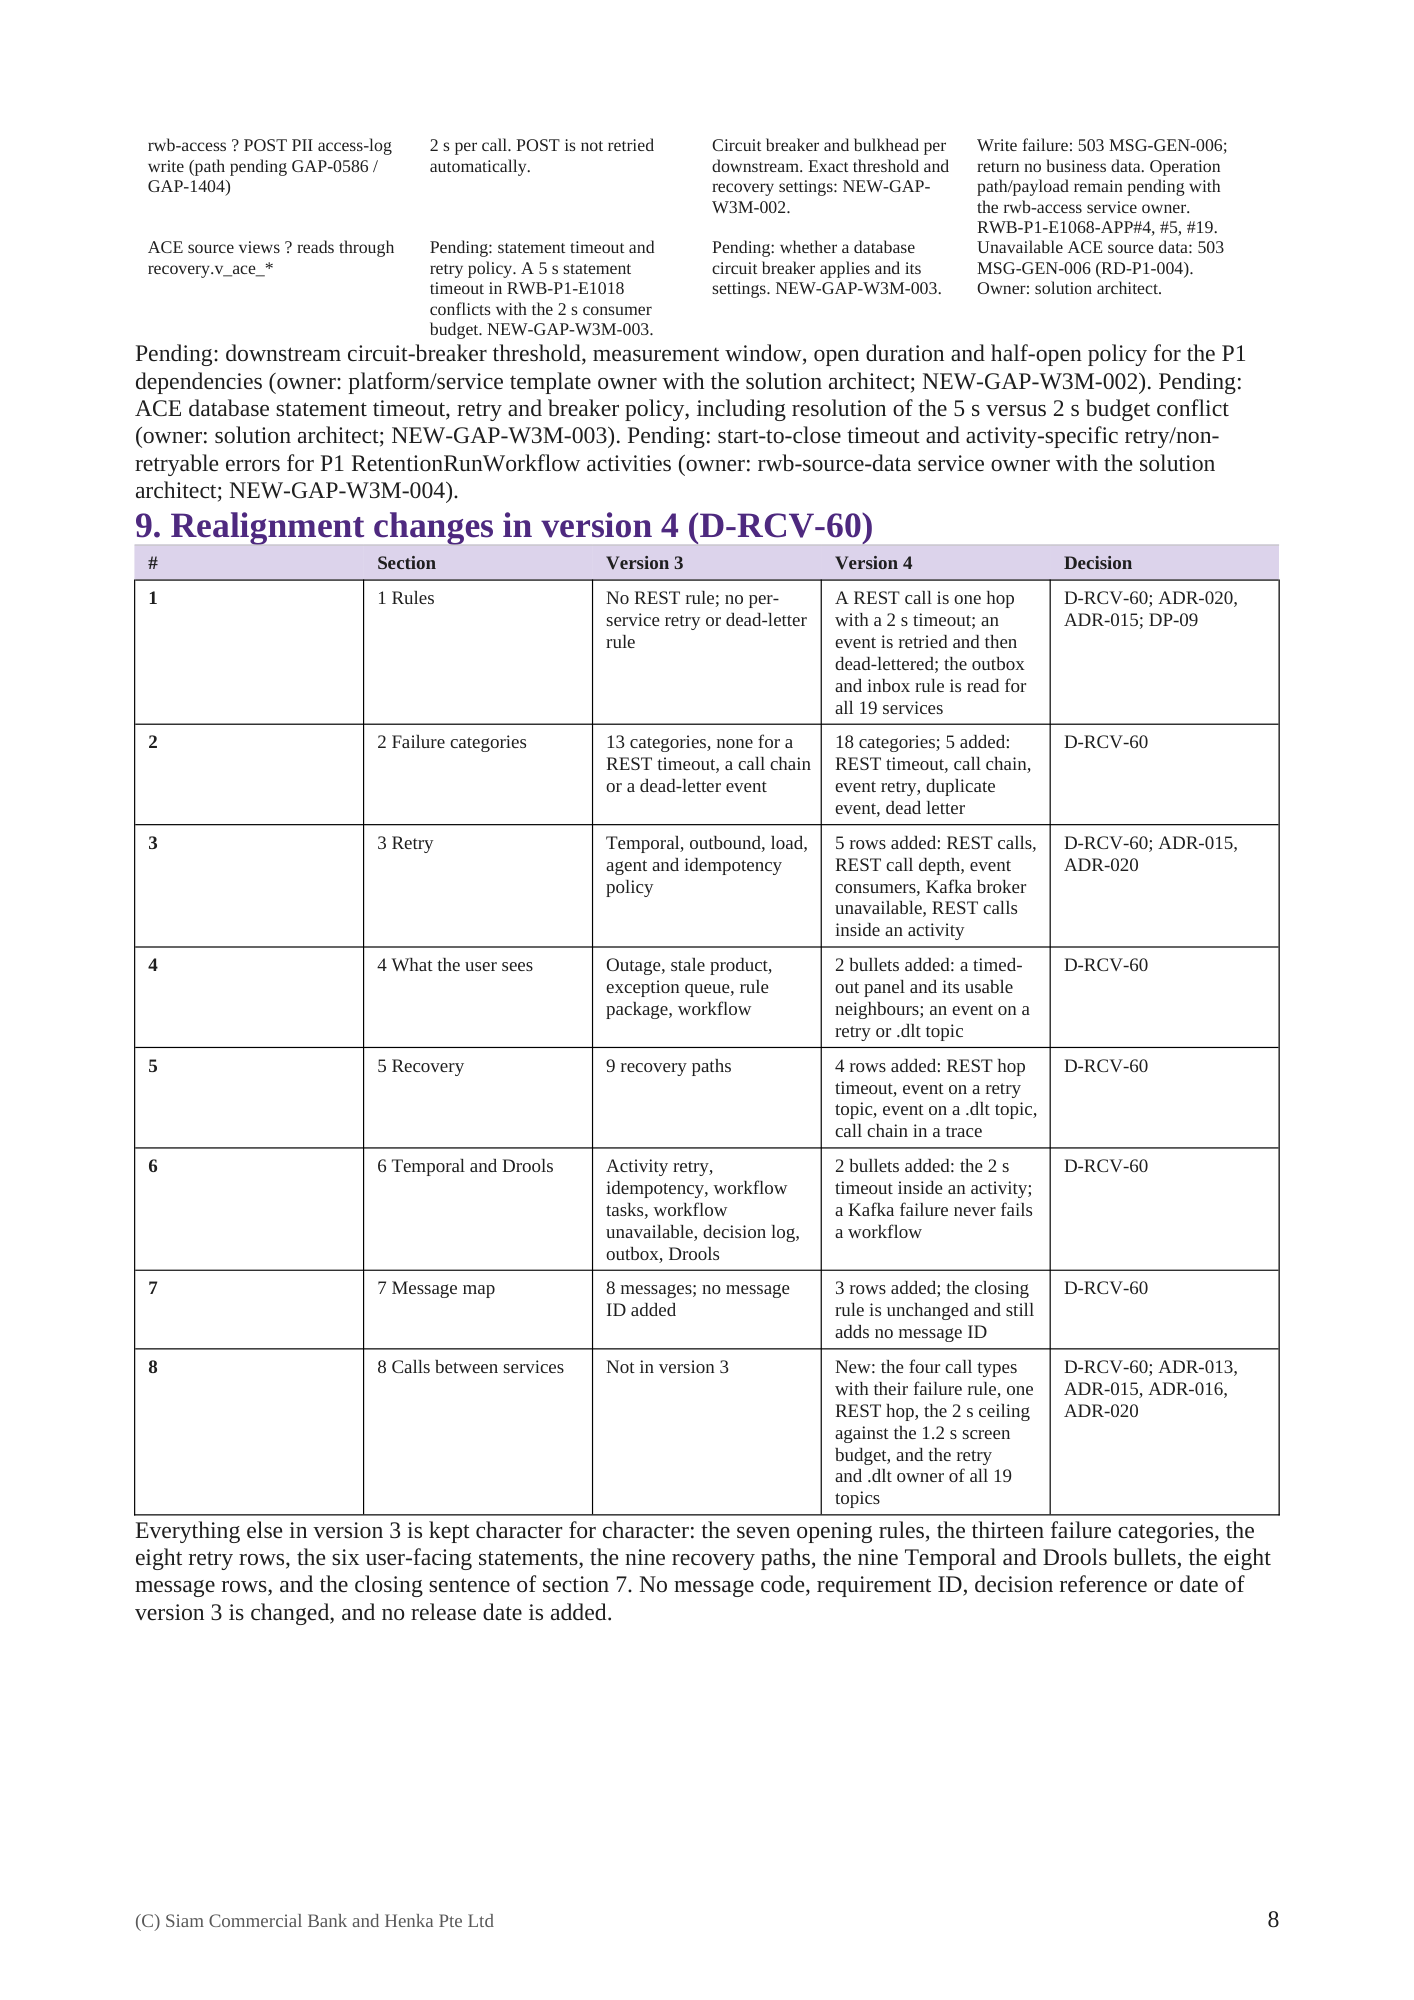 rwb-access ? POST PII access-log
write (path pending GAP-0586 /
GAP-1404)
2 s per call. POST is not retried
automatically.
Circuit breaker and bulkhead per
downstream. Exact threshold and
recovery settings: NEW-GAP-
W3M-002.
Write failure: 503 MSG-GEN-006;
return no business data. Operation
path/payload remain pending with
the rwb-access service owner.
RWB-P1-E1068-APP#4, #5, #19.
ACE source views ? reads through
recovery.v_ace_*
Pending: statement timeout and
retry policy. A 5 s statement
timeout in RWB-P1-E1018
conflicts with the 2 s consumer
budget. NEW-GAP-W3M-003.
Pending: whether a database
circuit breaker applies and its
settings. NEW-GAP-W3M-003.
Unavailable ACE source data: 503
MSG-GEN-006 (RD-P1-004).
Owner: solution architect.
Pending: downstream circuit-breaker threshold, measurement window, open duration and half-open policy for the P1
dependencies (owner: platform/service template owner with the solution architect; NEW-GAP-W3M-002). Pending:
ACE database statement timeout, retry and breaker policy, including resolution of the 5 s versus 2 s budget conflict
(owner: solution architect; NEW-GAP-W3M-003). Pending: start-to-close timeout and activity-specific retry/non-
retryable errors for P1 RetentionRunWorkflow activities (owner: rwb-source-data service owner with the solution
architect; NEW-GAP-W3M-004).
9. Realignment changes in version 4 (D-RCV-60)
# Section Version 3 Version 4 Decision
1
1 Rules
No REST rule; no per-
service retry or dead-letter
rule
A REST call is one hop
with a 2 s timeout; an
event is retried and then
dead-lettered; the outbox
and inbox rule is read for
all 19 services
D-RCV-60; ADR-020,
ADR-015; DP-09
2
2 Failure categories
13 categories, none for a
REST timeout, a call chain
or a dead-letter event
18 categories; 5 added:
REST timeout, call chain,
event retry, duplicate
event, dead letter
D-RCV-60
3
3 Retry
Temporal, outbound, load,
agent and idempotency
policy
5 rows added: REST calls,
REST call depth, event
consumers, Kafka broker
unavailable, REST calls
inside an activity
D-RCV-60; ADR-015,
ADR-020
4
4 What the user sees
Outage, stale product,
exception queue, rule
package, workflow
2 bullets added: a timed-
out panel and its usable
neighbours; an event on a
retry or .dlt topic
D-RCV-60
5
5 Recovery
9 recovery paths
4 rows added: REST hop
timeout, event on a retry
topic, event on a .dlt topic,
call chain in a trace
D-RCV-60
6
6 Temporal and Drools
Activity retry,
idempotency, workflow
tasks, workflow
unavailable, decision log,
outbox, Drools
2 bullets added: the 2 s
timeout inside an activity;
a Kafka failure never fails
a workflow
D-RCV-60
7
7 Message map
8 messages; no message
ID added
3 rows added; the closing
rule is unchanged and still
adds no message ID
D-RCV-60
8
8 Calls between services
Not in version 3
New: the four call types
with their failure rule, one
REST hop, the 2 s ceiling
against the 1.2 s screen
budget, and the retry
and .dlt owner of all 19
topics
D-RCV-60; ADR-013,
ADR-015, ADR-016,
ADR-020
Everything else in version 3 is kept character for character: the seven opening rules, the thirteen failure categories, the
eight retry rows, the six user-facing statements, the nine recovery paths, the nine Temporal and Drools bullets, the eight
message rows, and the closing sentence of section 7. No message code, requirement ID, decision reference or date of
version 3 is changed, and no release date is added.
(C) Siam Commercial Bank and Henka Pte Ltd
8